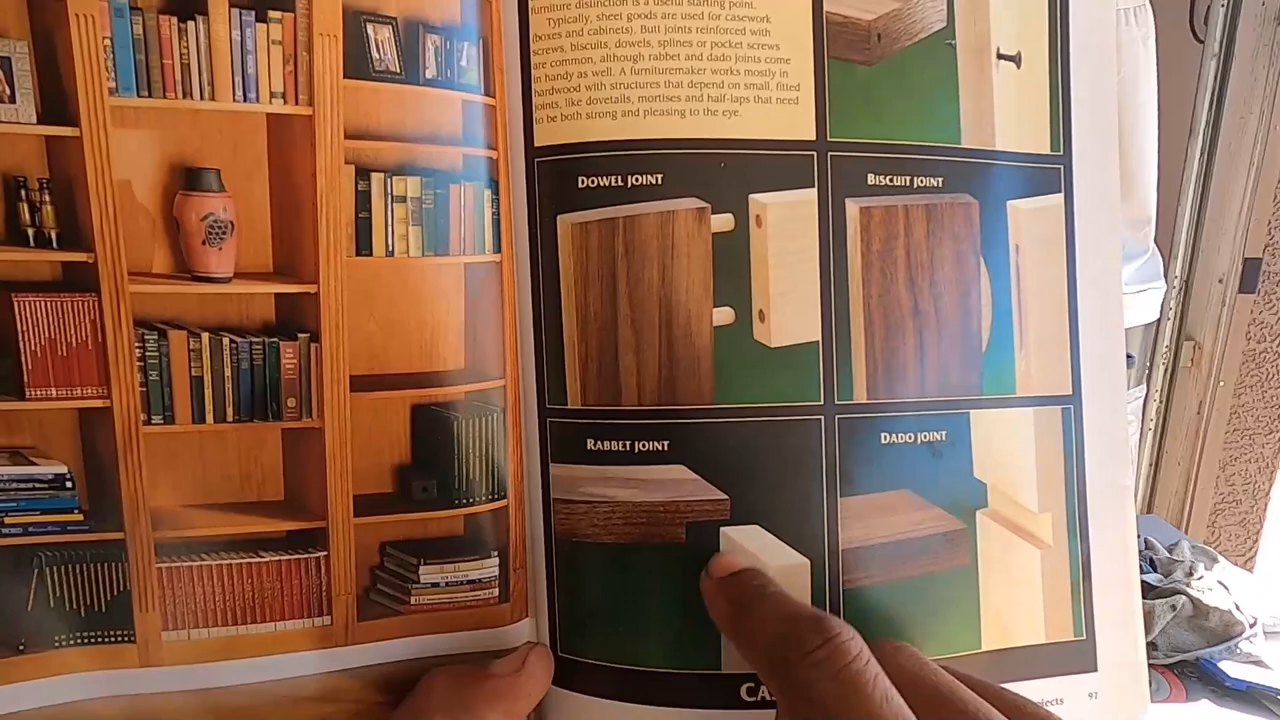 furniture distinction is a useful starting point.
Typically, sheet goods are used for casework
(boxes and cabinets). Butt joints reinforced with
screws, biscuits, dowels, splines or pocket screws
are common, although rabbet and dado joints come
in handy as well. A furnituremaker works mostly in
hardwood with structures that depend on small, fitted
joints, like dovetails, mortises and half-laps that need
to be both strong and pleasing to the eye.
DOWEL JOINT
BISCUIT JOINT
RABBET JOINT
DADO JOINT
97